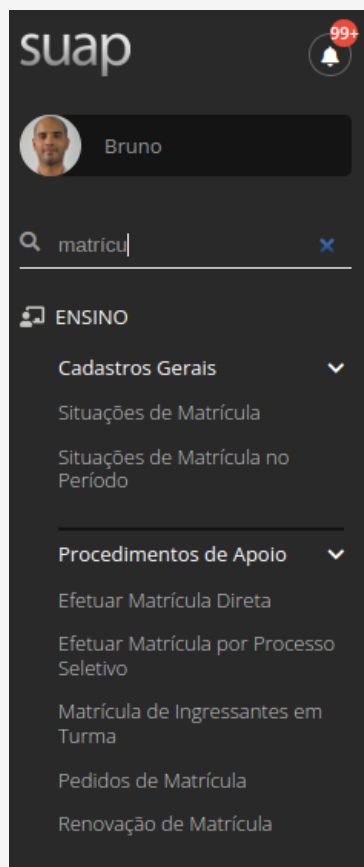 suap
99+
Bruno
matrícu
ENSINO
Cadastros Gerais
Situações de Matrícula
Situações de Matrícula no
Período
Procedimentos de Apoio
Efetuar Matrícula Direta
Efetuar Matrícula por Processo
Seletivo
Matrícula de Ingressantes em
Turma
Pedidos de Matrícula
Renovação de Matrícula